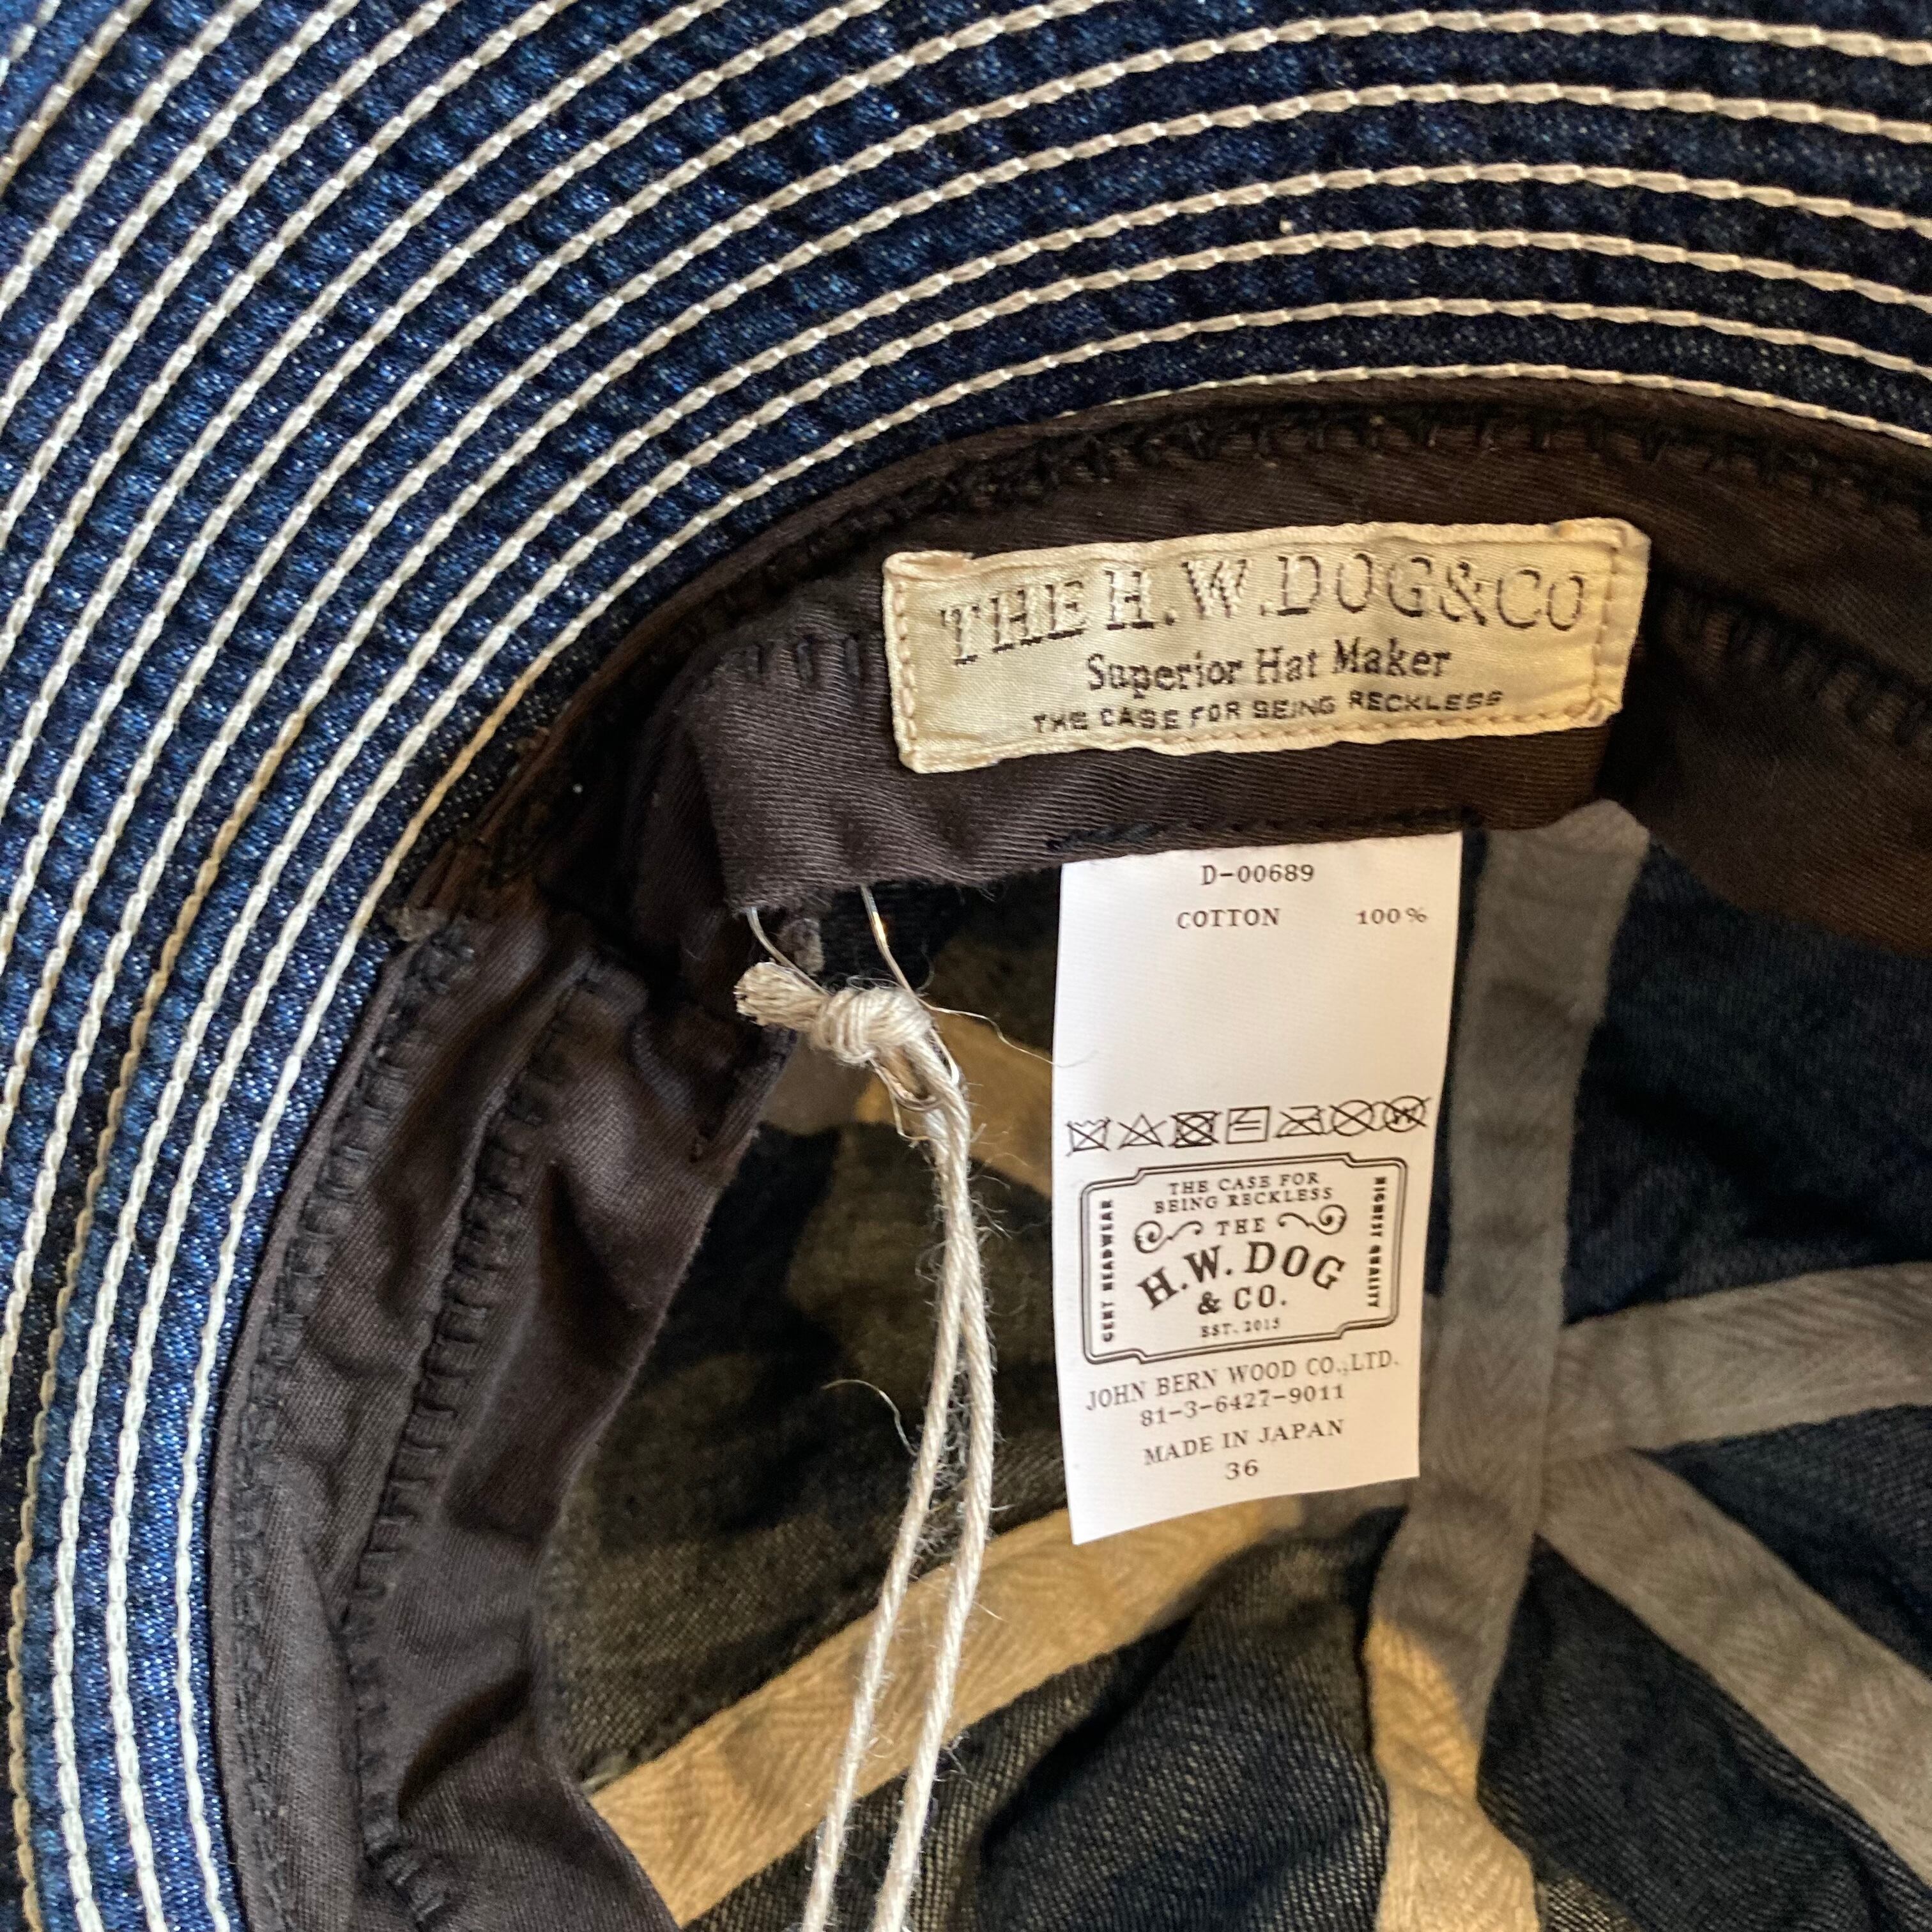 THE H.W.DOG&CO
Superior Hat Maker
THE CASE FOR BEING RECKLESS
D-00689
COTTON 100%
THE CASE FOR
BEING RECKLESS
THE
H.W. DOG
& CO.
EST. 2015
GENT HEADWEAR
HIGHEST QUALITY
JOHN BERN WOOD CO.,LTD.
81-3-6427-9011
MADE IN JAPAN
36